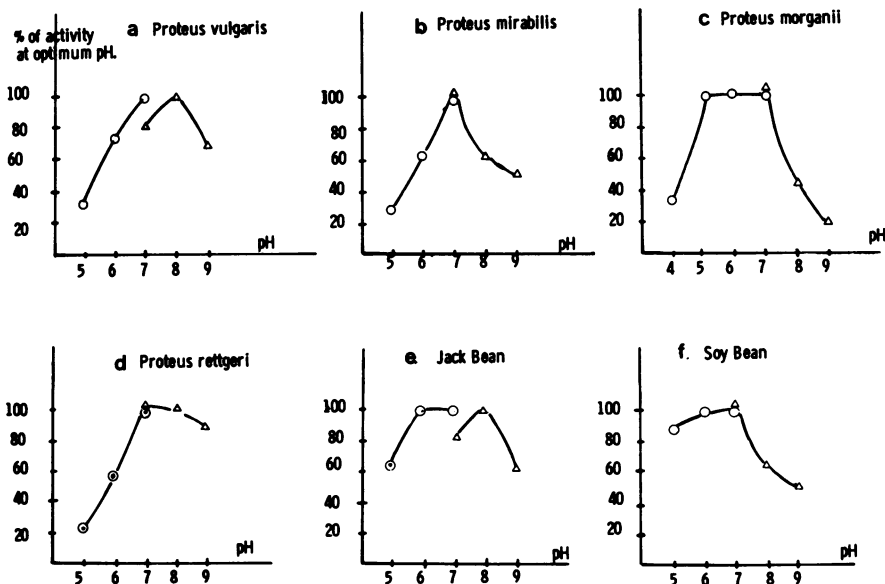 a Proteus vulgaris
% of activity
at optimum pH.
100
80
60
40
20
pH
5 6 7 8 9
b Proteus mirabilis
100
80
60
40
20
pH
5 6 7 8 9
c Proteus morganii
100
80
60
40
20
pH
4 5 6 7 8 9
d Proteus rettgeri
100
80
60
40
20
pH
5 6 7 8 9
e. Jack Bean
100
80
60
40
20
pH
5 6 7 8 9
f. Soy Bean
100
80
60
40
20
pH
5 6 7 8 9